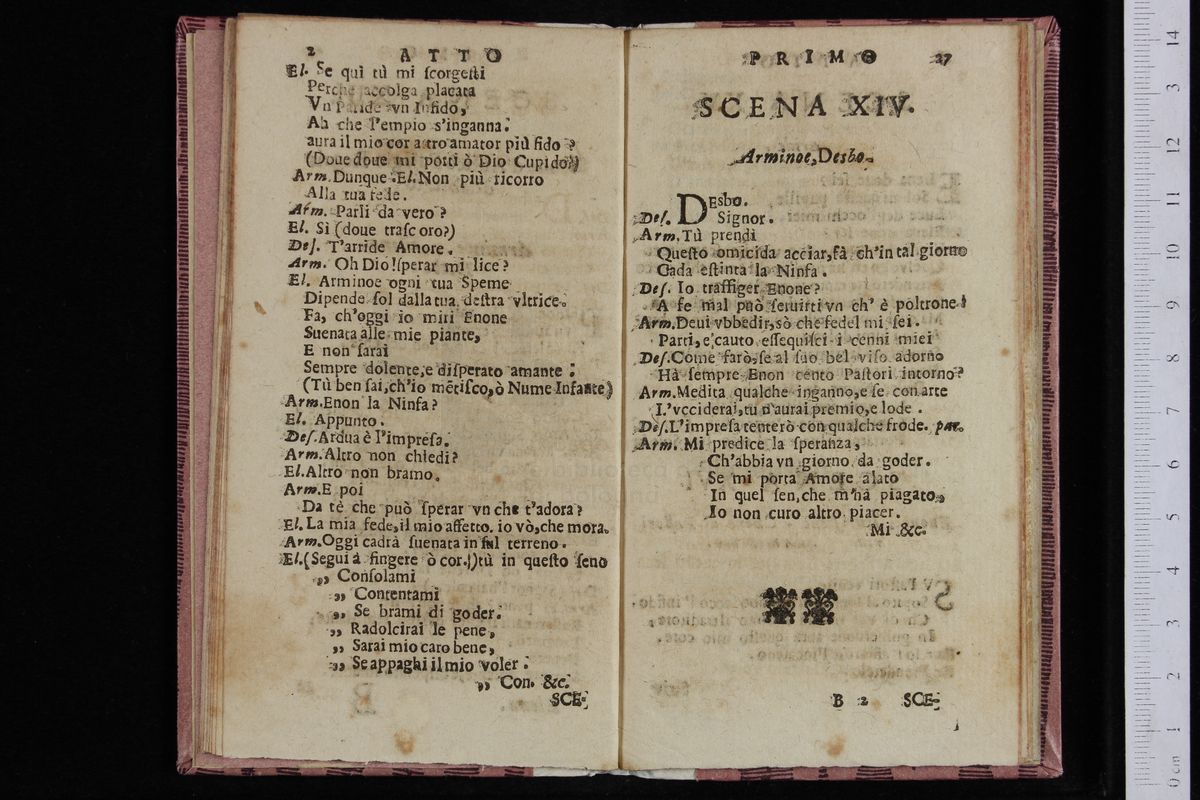 2 ATTO
El. Se qui tù mi ſcorgeſti
Perche accolga placata
Vn Paride vn Infido,
Ah che l'empio s'inganna:
aura il mio cor altro amator più fido?
(Doue doue mi porti ò Dio Cupido?)
Arm. Dunque. El. Non più ricorro
Alla tua fede.
Arm. Parli da vero?
El. Sì (doue traſcoro?)
Deſ. T'arride Amore.
Arm. Oh Dio! ſperar mi lice?
El. Arminoe ogni tua Speme
Dipende ſol dalla tua deſtra vltrice.
Fa, ch'oggi io miri Enone
Suenata alle mie piante,
E non ſarai
Sempre dolente, e diſperato amante:
(Tù ben ſai, ch'io mētiſco, ò Nume Infante)
Arm. Enon la Ninfa?
El. Appunto.
Deſ. Ardua è l'impreſa.
Arm. Altro non chiedi?
El. Altro non bramo.
Arm. E poi
Da tè che può ſperar vn che t'adora?
El. La mia fede, il mio affetto. io vò, che mora.
Arm. Oggi cadrà ſuenata in ſul terreno.
El. (Segui à fingere ò cor.) tù in queſto ſeno
„ Conſolami
„ Contentami
„ Se brami di goder.
„ Radolcirai le pene,
„ Sarai mio caro bene,
„ Se appaghi il mio voler.
„ Con. &c.
SCE-
PRIMO 27
SCENA XIV.
Arminoe, Desbo.
DEsbo.
Deſ. Signor.
Arm. Tù prendi
Queſto omicida acciar, fà ch'in tal giorno
Cada eſtinta la Ninfa.
Deſ. Io traffiger Enone?
A fe mal può ſeruirti vn ch' è poltrone!
Arm. Deui vbbedir, sò che fedel mi ſei.
Parti, e cauto eſſequiſci i cenni miei
Deſ. Come farò, ſe al ſuo bel viſo adorno
Hà ſempre Enon cento Paſtori intorno?
Arm. Medita qualche inganno, e ſe con arte
L'vcciderai, tu n'aurai premio, e lode.
Deſ. L'impreſa tenterò con qualche frode. par.
Arm. Mi predice la ſperanza,
Ch'abbia vn giorno da goder.
Se mi porta Amore alato
In quel ſen, che m'hà piagato,
Io non curo altro piacer.
Mi &c.
B 2 SCE-